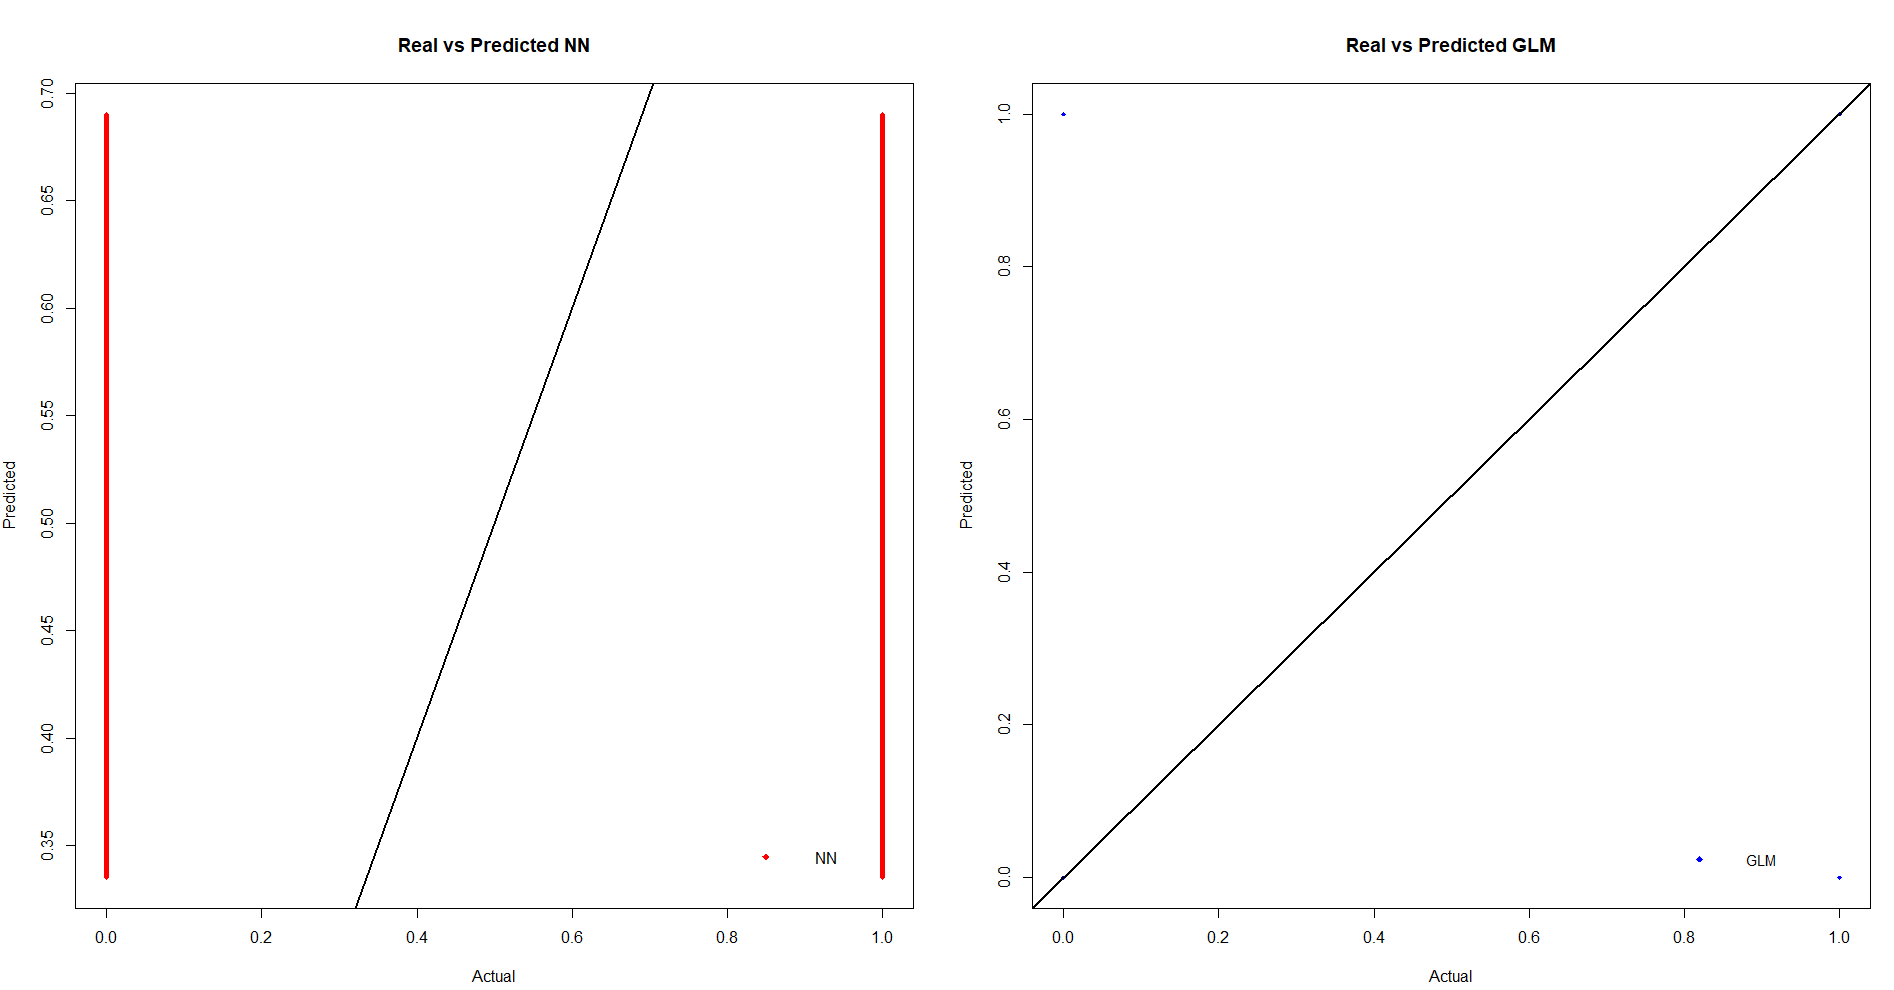 Real vs Predicted NN
Predicted
0.70
0.65
0.60
0.55
0.50
0.45
0.40
0.35
NN
0.0 0.2 0.4 0.6 0.8 1.0
Actual
Real vs Predicted GLM
Predicted
1.0
0.8
0.6
0.4
0.2
0.0
GLM
0.0 0.2 0.4 0.6 0.8 1.0
Actual